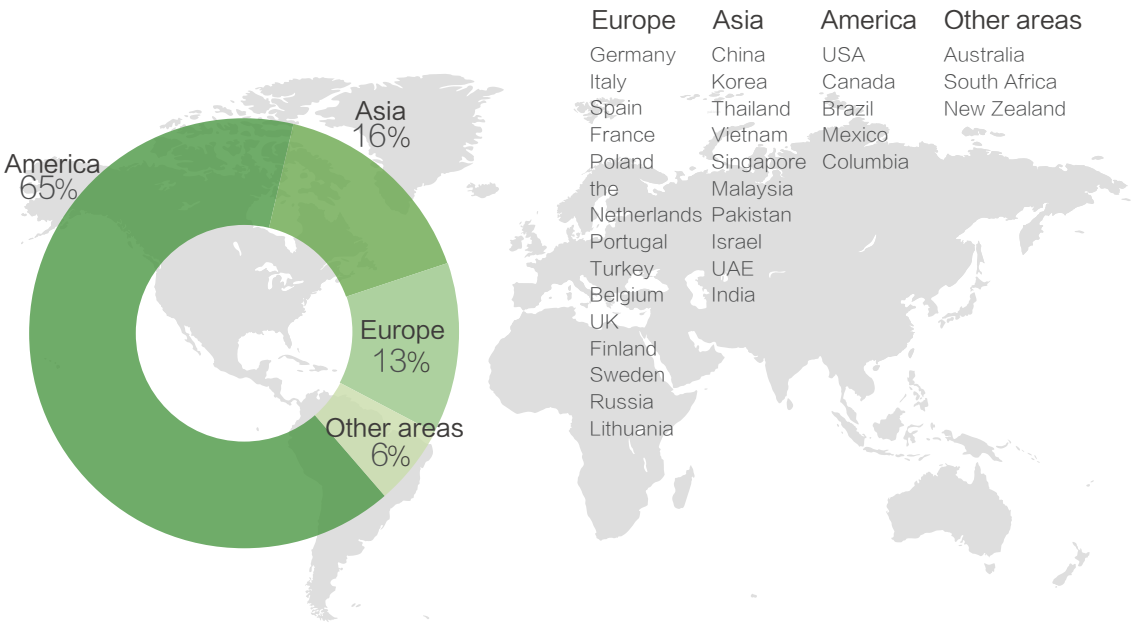 America
65%
Asia
16%
Europe
13%
Other areas
6%
Europe
Germany
Italy
Spain
France
Poland
the
Netherlands
Portugal
Turkey
Belgium
UK
Finland
Sweden
Russia
Lithuania
Asia
China
Korea
Thailand
Vietnam
Singapore
Malaysia
Pakistan
Israel
UAE
India
America
USA
Canada
Brazil
Mexico
Columbia
Other areas
Australia
South Africa
New Zealand